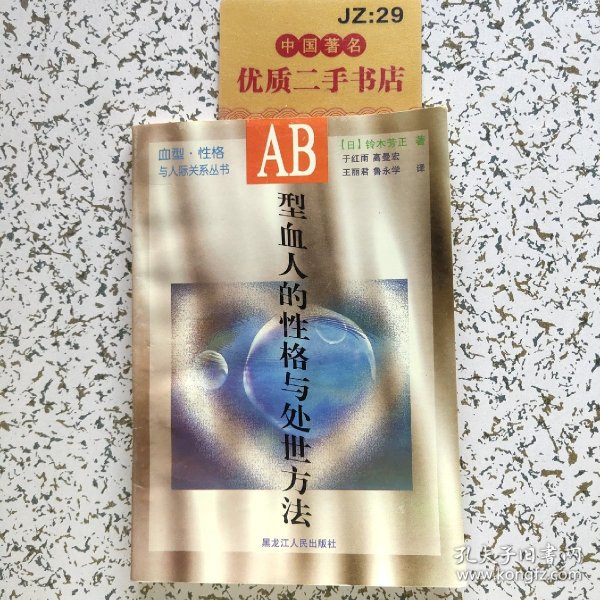 JZ:29
中国著名
优质二手书店
血型·性格
与人际关系丛书
AB
【日】铃木芳正 著
于红雨 高曼宏
王丽君 鲁永学 译
型血人的性格与处世方法
黑龙江人民出版社
孔夫子旧书网
www.kongfz.com